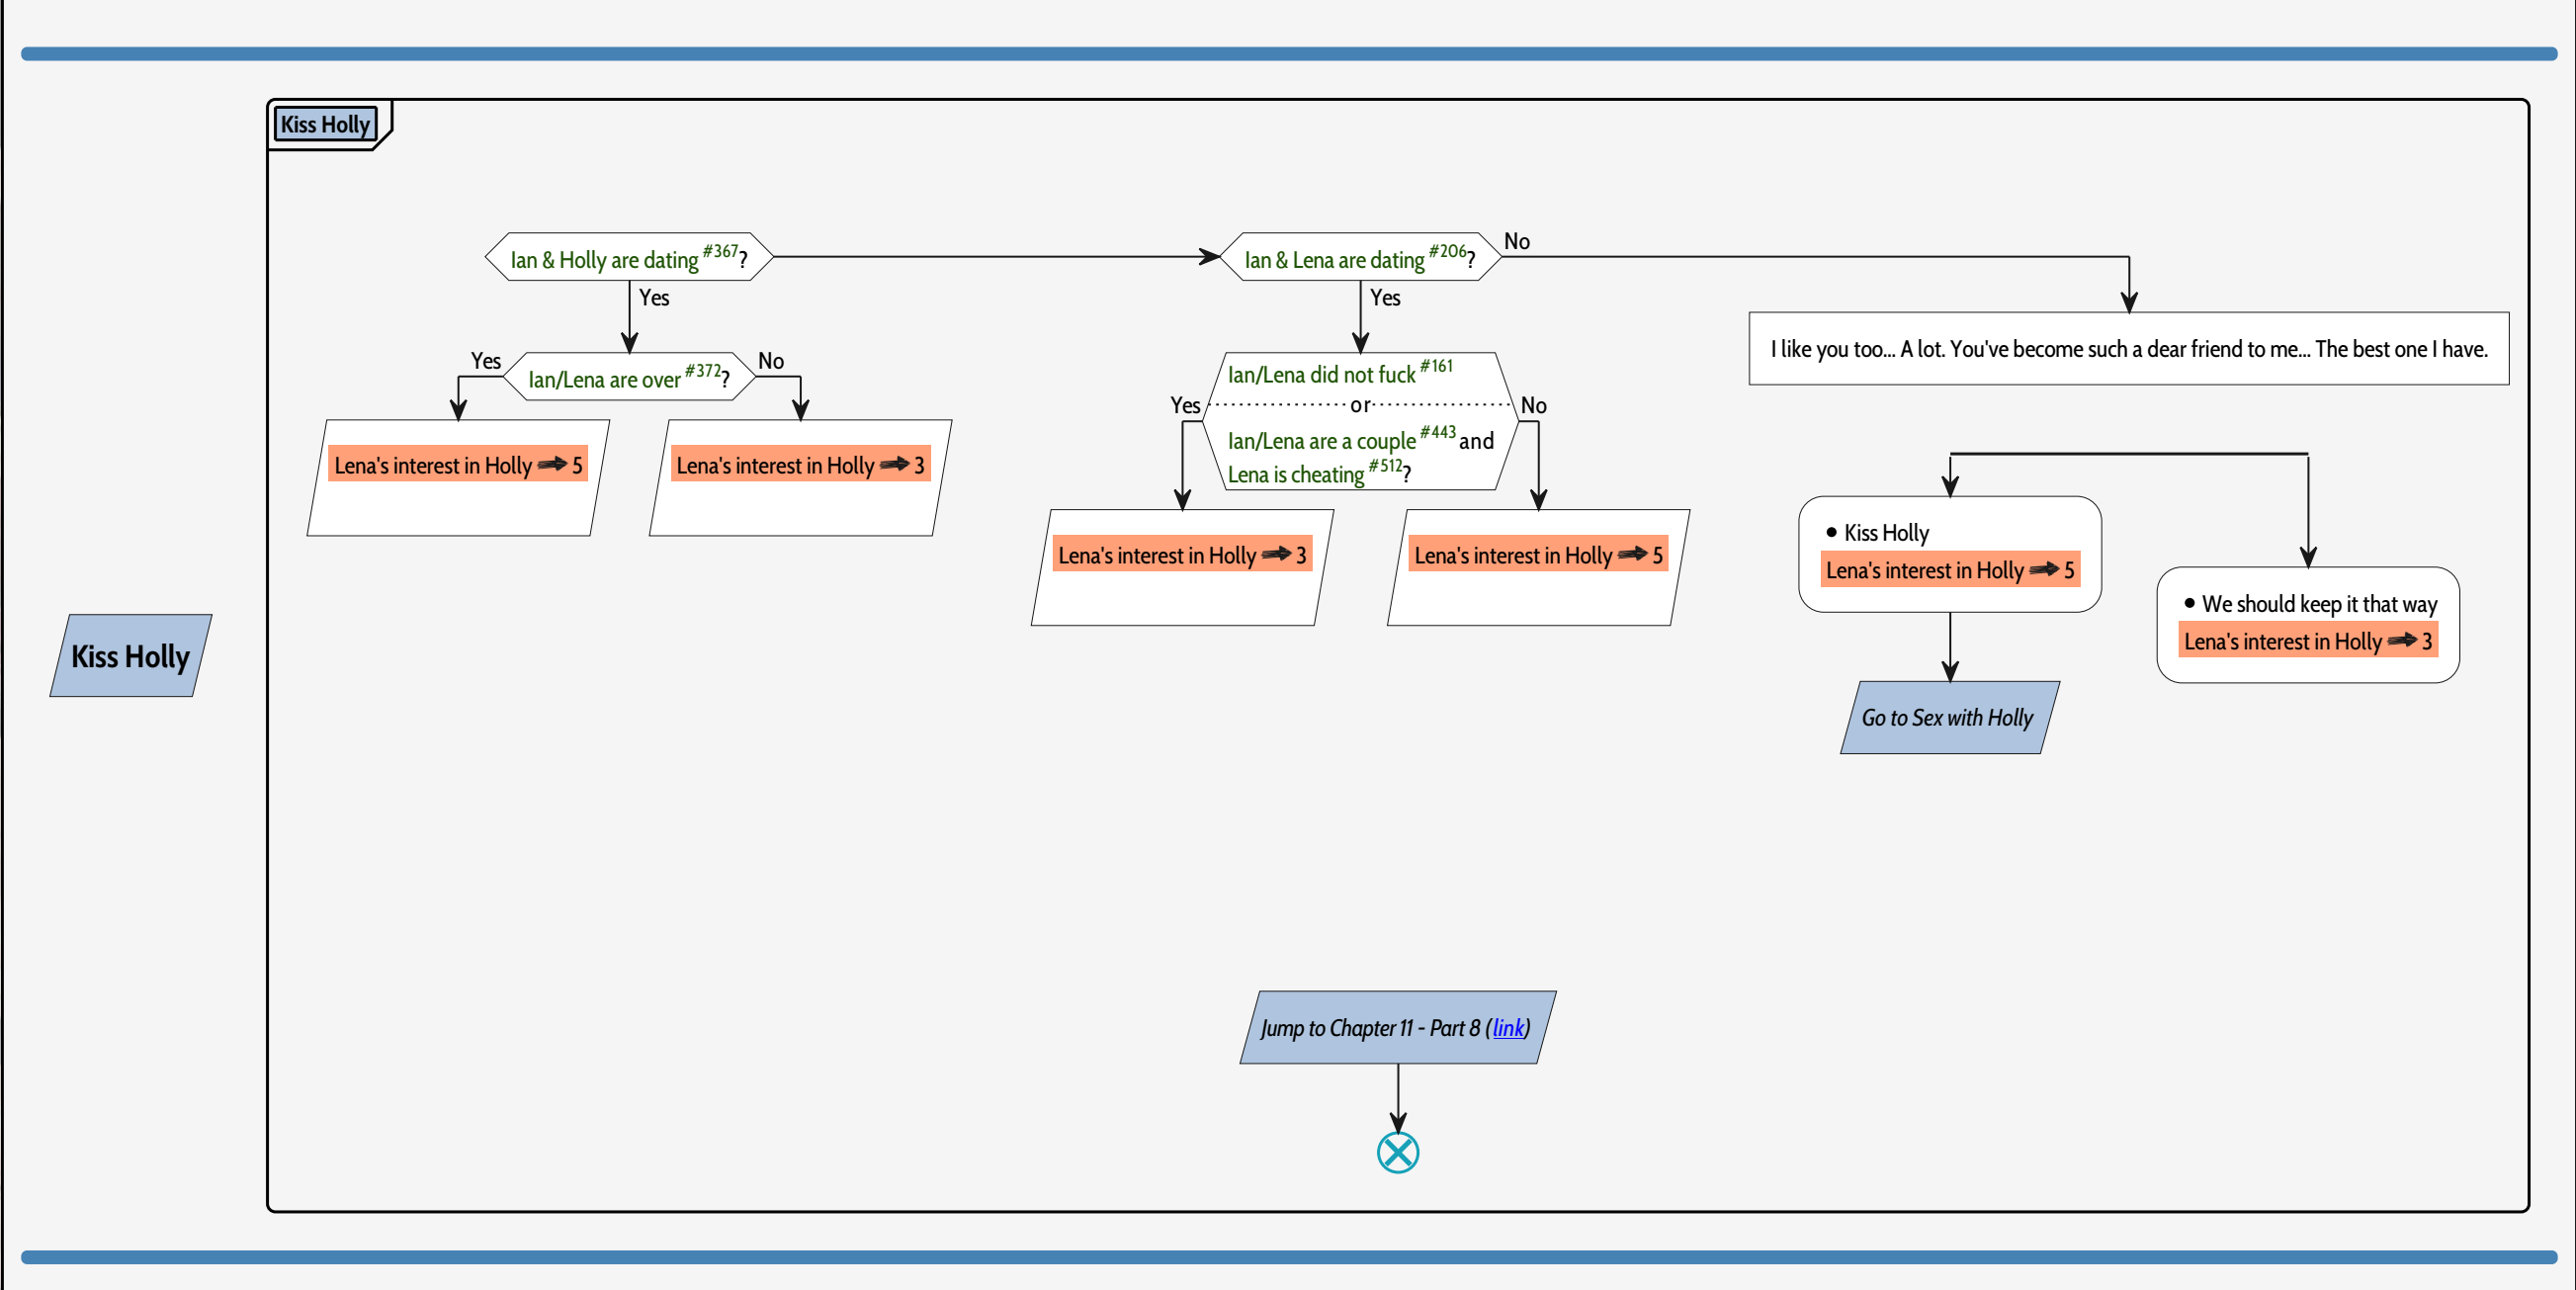 Kiss Holly
Ian & Holly are dating #367?
Ian & Lena are dating #206?
No
Yes
Yes
I like you too... A lot. You've become such a dear friend to me... The best one I have.
Yes
Ian/Lena are over #372?
No
Ian/Lena did not fuck #161
Yes
or
No
Ian/Lena are a couple #443 and
Lena is cheating #512?
Lena's interest in Holly ➡ 5
Lena's interest in Holly ➡ 3
Lena's interest in Holly ➡ 3
Lena's interest in Holly ➡ 5
• Kiss Holly
Lena's interest in Holly ➡ 5
• We should keep it that way
Lena's interest in Holly ➡ 3
Kiss Holly
Go to Sex with Holly
Jump to Chapter 11 - Part 8 (link)